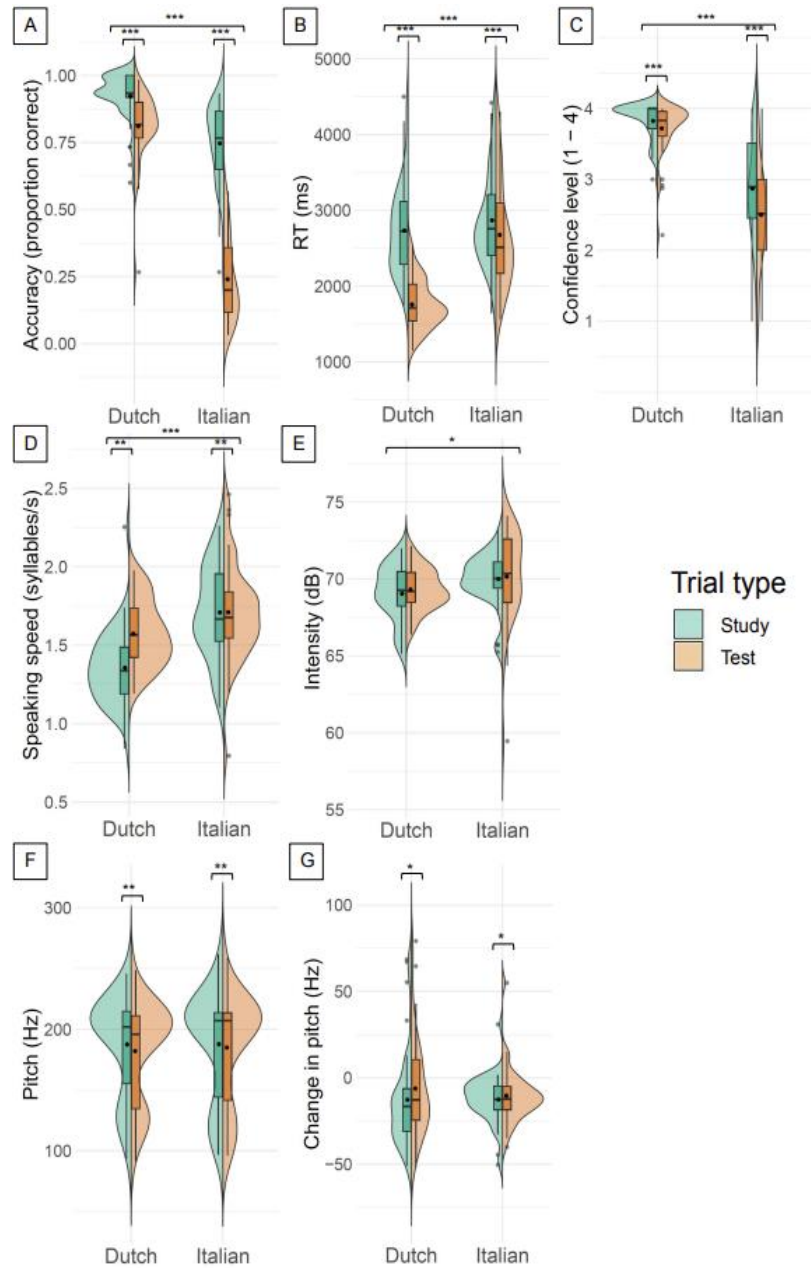 A
***
***
***
Accuracy (proportion correct)
1.00
0.75
0.50
0.25
0.00
Dutch
Italian
B
***
***
***
RT (ms)
5000
4000
3000
2000
1000
Dutch
Italian
C
***
***
***
Confidence level (1 – 4)
4
3
2
1
Dutch
Italian
D
***
**
**
Speaking speed (syllables/s)
2.5
2.0
1.5
1.0
0.5
Dutch
Italian
E
*
Intensity (dB)
75
70
65
60
55
Dutch
Italian
Trial type
Study
Test
F
**
**
Pitch (Hz)
300
200
100
Dutch
Italian
G
*
*
Change in pitch (Hz)
100
50
0
−50
Dutch
Italian